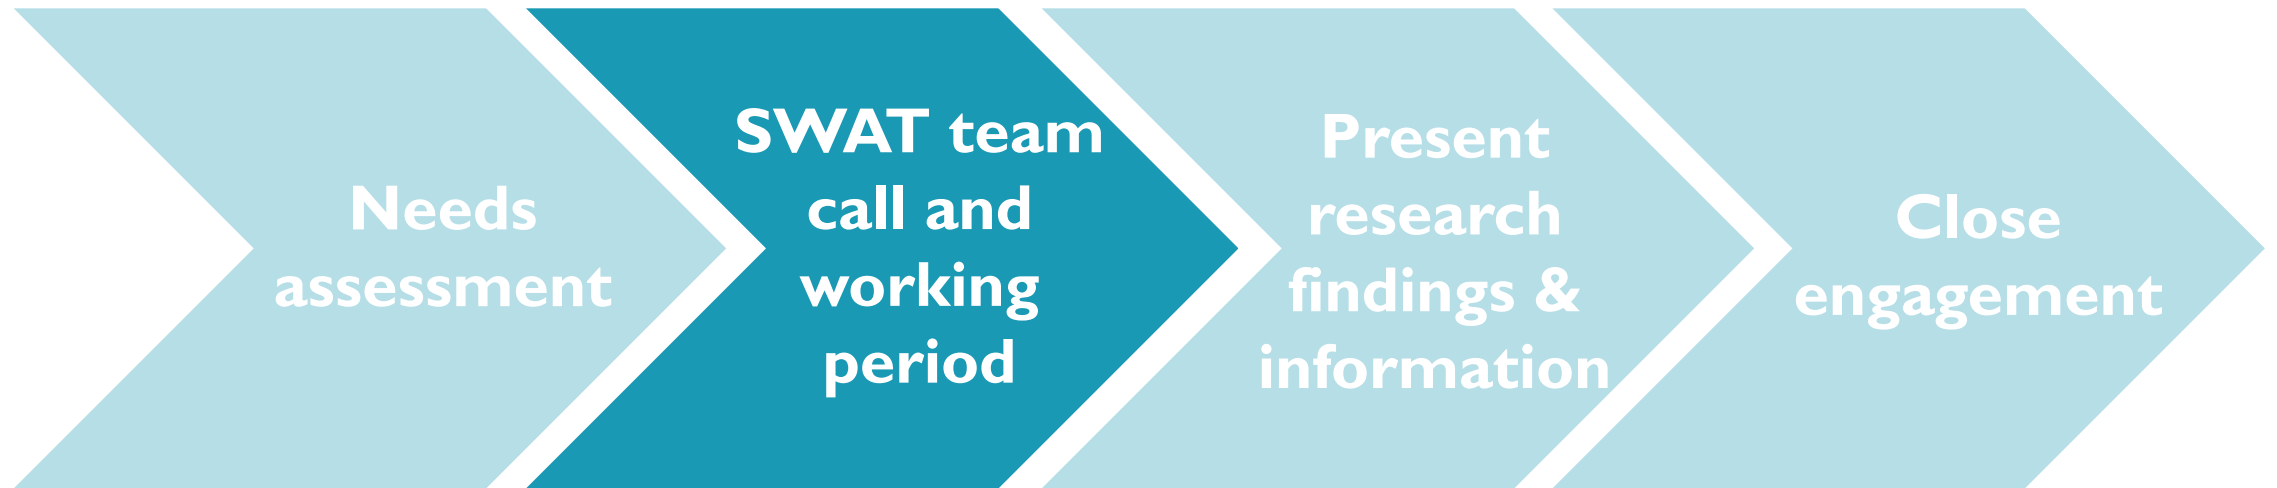 Needs
assessment
SWAT team
call and
working
period
Present
research
findings &
information
Close
engagement